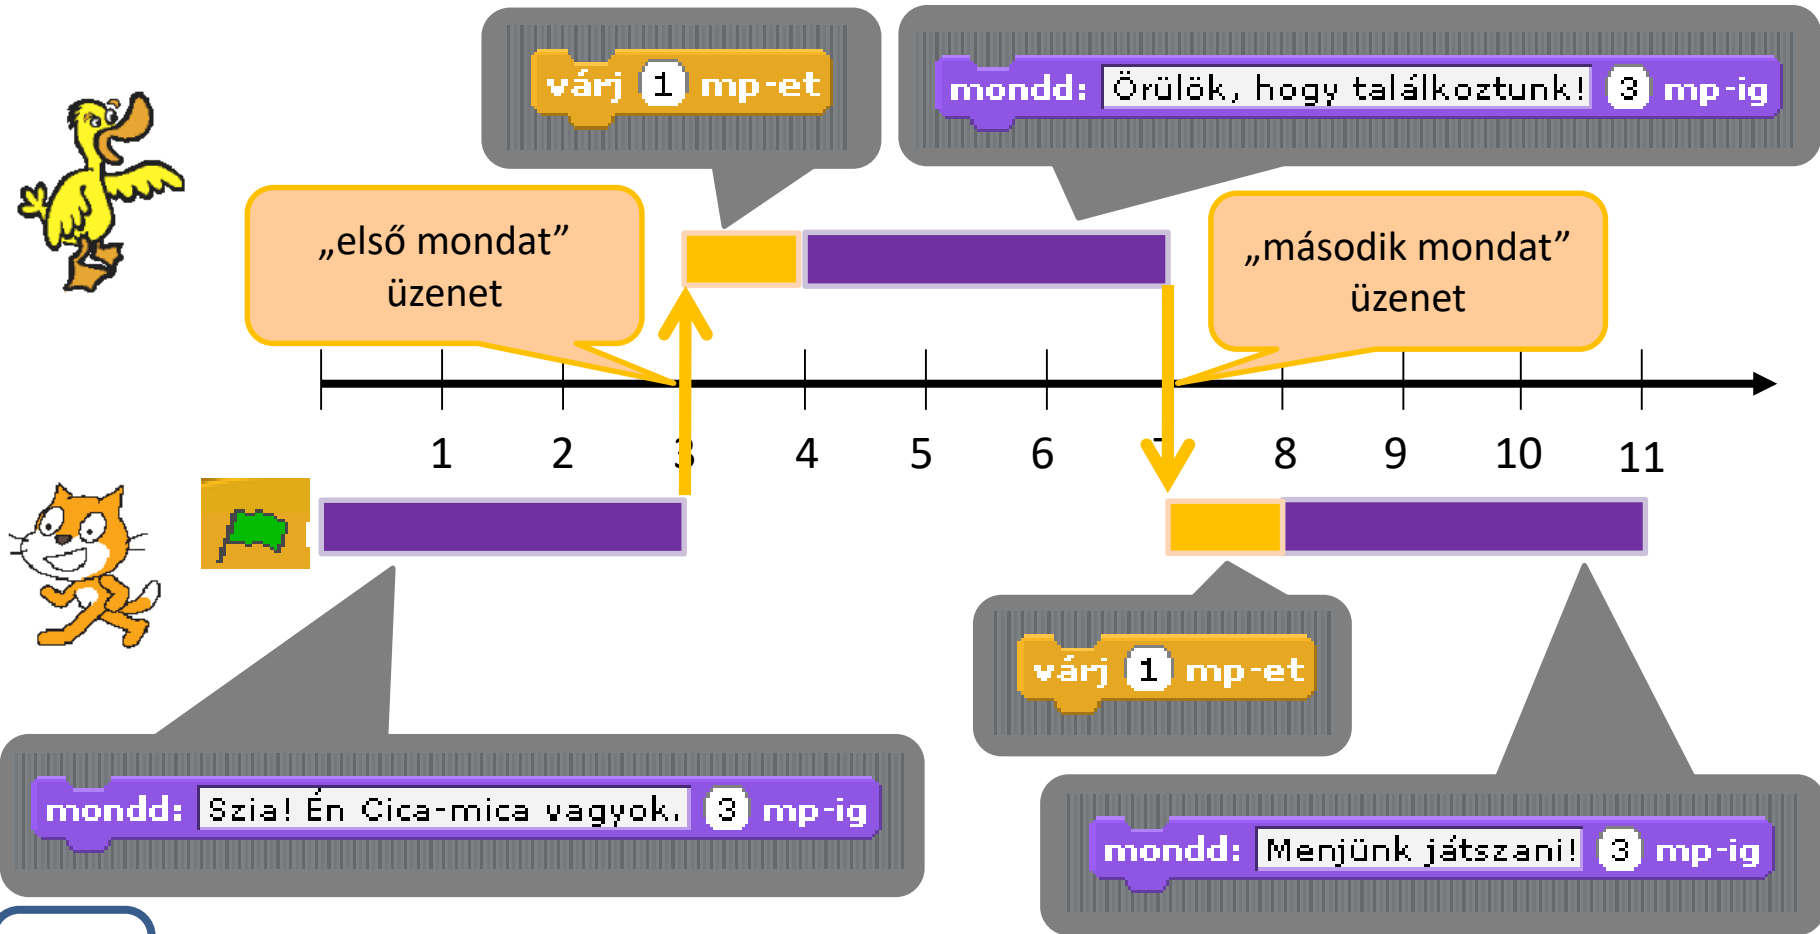 várj 1 mp-et
mondd: Örülök, hogy találkoztunk! 3 mp-ig
„első mondat”
üzenet
„második mondat”
üzenet
1 2 3 4 5 6 7 8 9 10 11
várj 1 mp-et
mondd: Szia! Én Cica-mica vagyok. 3 mp-ig
mondd: Menjünk játszani! 3 mp-ig